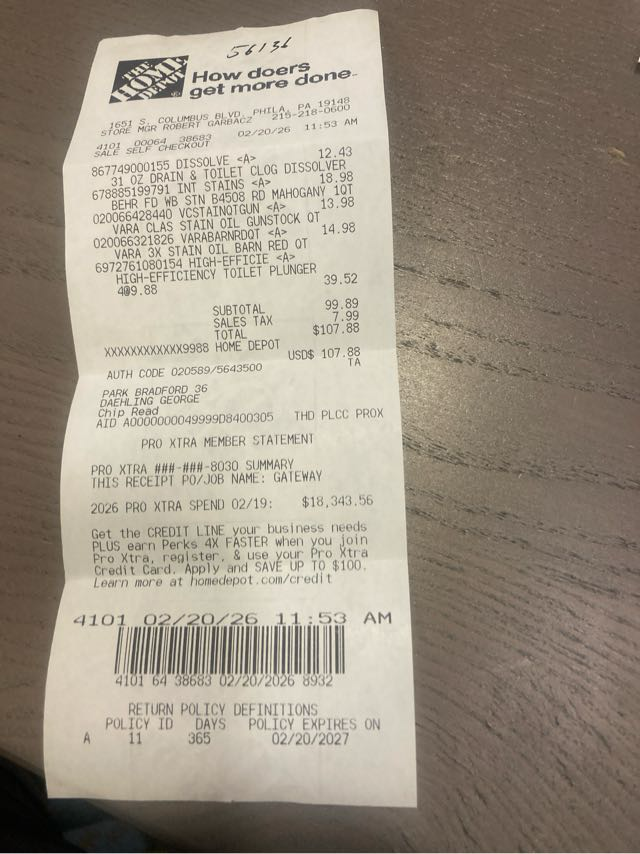 56136
THE HOME DEPOT
How doers
get more done.
1651 S. COLUMBUS BLVD, PHILA, PA 19148
STORE MGR ROBERT GARBACZ 215-218-0600
4101 00064 38683 02/20/26 11:53 AM
SALE SELF CHECKOUT
867749000155 DISSOLVE <A> 12.43
31 OZ DRAIN & TOILET CLOG DISSOLVER
678885199791 INT STAINS <A> 18.98
BEHR FD WB STN B4508 RD MAHOGANY 1QT
020066428440 VCSTAINQTGUN <A> 13.98
VARA CLAS STAIN OIL GUNSTOCK QT
020066321826 VARABARNRDQT <A> 14.98
VARA 3X STAIN OIL BARN RED QT
6972761080154 HIGH-EFFICIE <A>
HIGH-EFFICIENCY TOILET PLUNGER
4@9.88 39.52
SUBTOTAL 99.89
SALES TAX 7.99
TOTAL $107.88
XXXXXXXXXXXX9988 HOME DEPOT
USD$ 107.88
AUTH CODE 020589/5643500 TA
PARK BRADFORD 36
DAEHLING GEORGE
Chip Read
AID A0000000049999D8400305 THD PLCC PROX
PRO XTRA MEMBER STATEMENT
PRO XTRA ###-###-8030 SUMMARY
THIS RECEIPT PO/JOB NAME: GATEWAY
2026 PRO XTRA SPEND 02/19: $18,343.56
Get the CREDIT LINE your business needs
PLUS earn Perks 4X FASTER when you join
Pro Xtra, register, & use your Pro Xtra
Credit Card. Apply and SAVE UP TO $100.
Learn more at homedepot.com/credit
4101 02/20/26 11:53 AM
4101 64 38683 02/20/2026 8932
RETURN POLICY DEFINITIONS
POLICY ID DAYS POLICY EXPIRES ON
A 11 365 02/20/2027